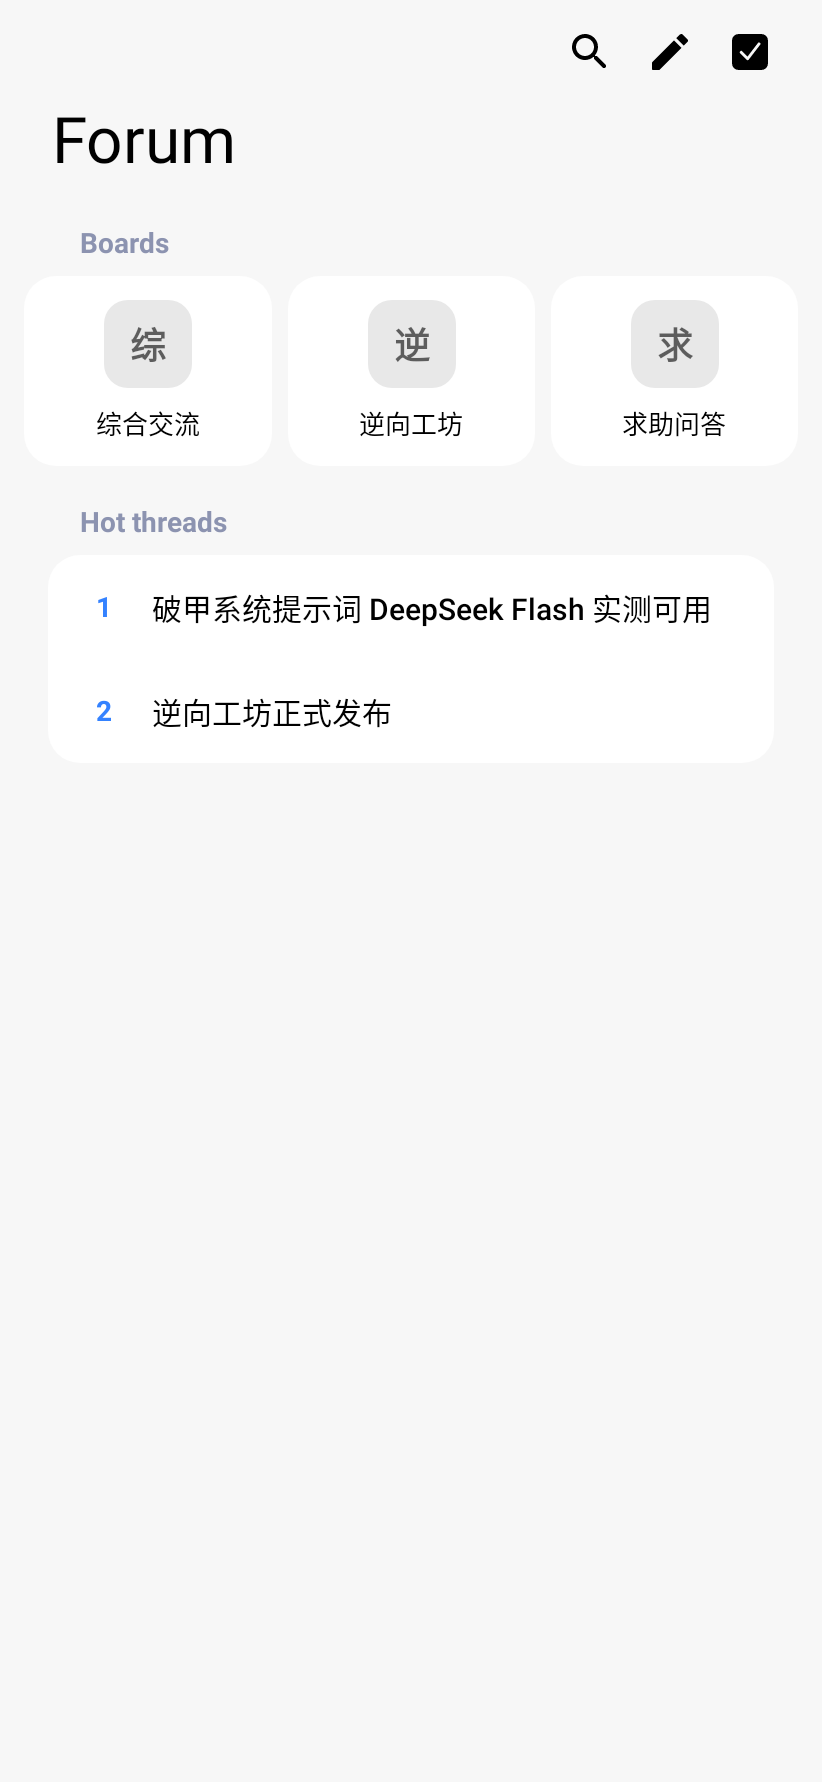 Forum
Boards
综
逆
求
综合交流
逆向工坊
求助问答
Hot threads
1 破甲系统提示词 DeepSeek Flash 实测可用
2 逆向工坊正式发布